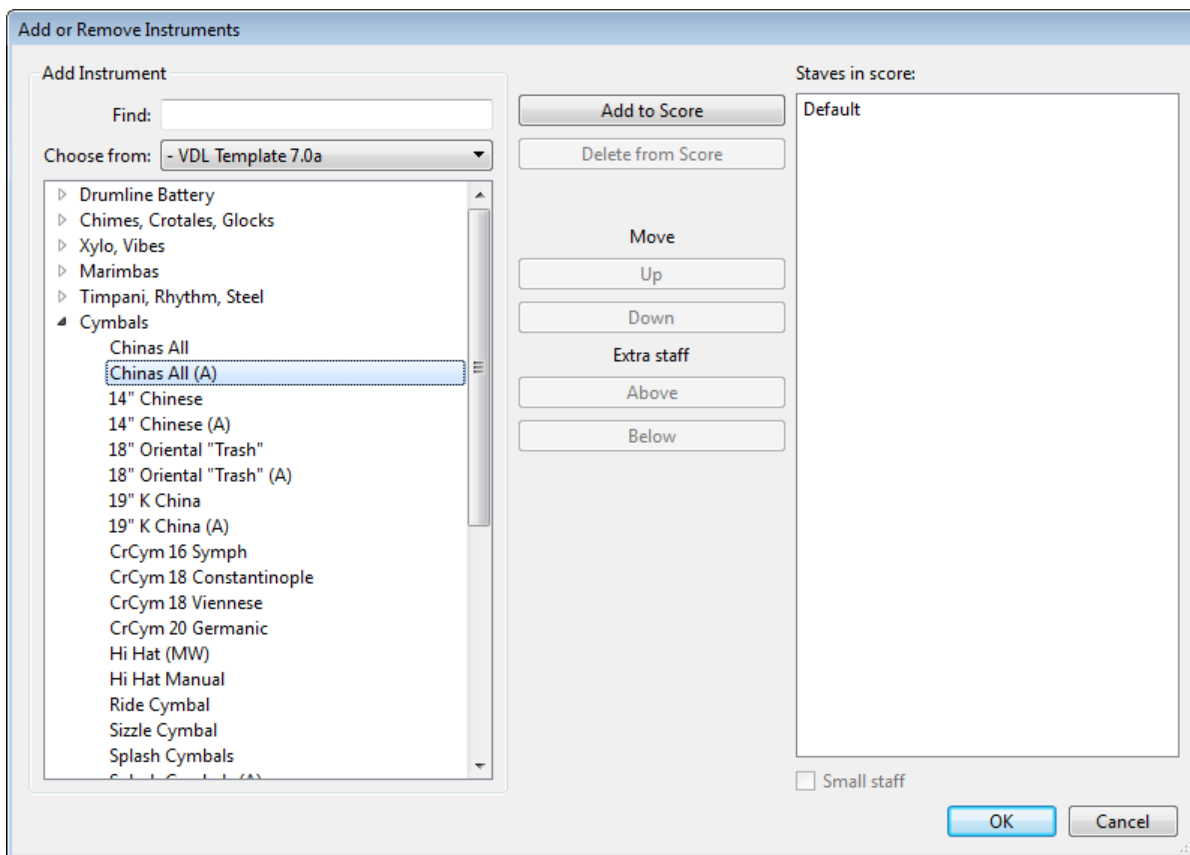 Add or Remove Instruments
Add Instrument
Find:
Choose from: - VDL Template 7.0a
Drumline Battery
Chimes, Crotales, Glocks
Xylo, Vibes
Marimbas
Timpani, Rhythm, Steel
Cymbals
Chinas All
Chinas All (A)
14" Chinese
14" Chinese (A)
18" Oriental "Trash"
18" Oriental "Trash" (A)
19" K China
19" K China (A)
CrCym 16 Symph
CrCym 18 Constantinople
CrCym 18 Viennese
CrCym 20 Germanic
Hi Hat (MW)
Hi Hat Manual
Ride Cymbal
Sizzle Cymbal
Splash Cymbals
Splash Cymbals (A)
Add to Score
Delete from Score
Move
Up
Down
Extra staff
Above
Below
Staves in score:
Default
Small staff
OK
Cancel